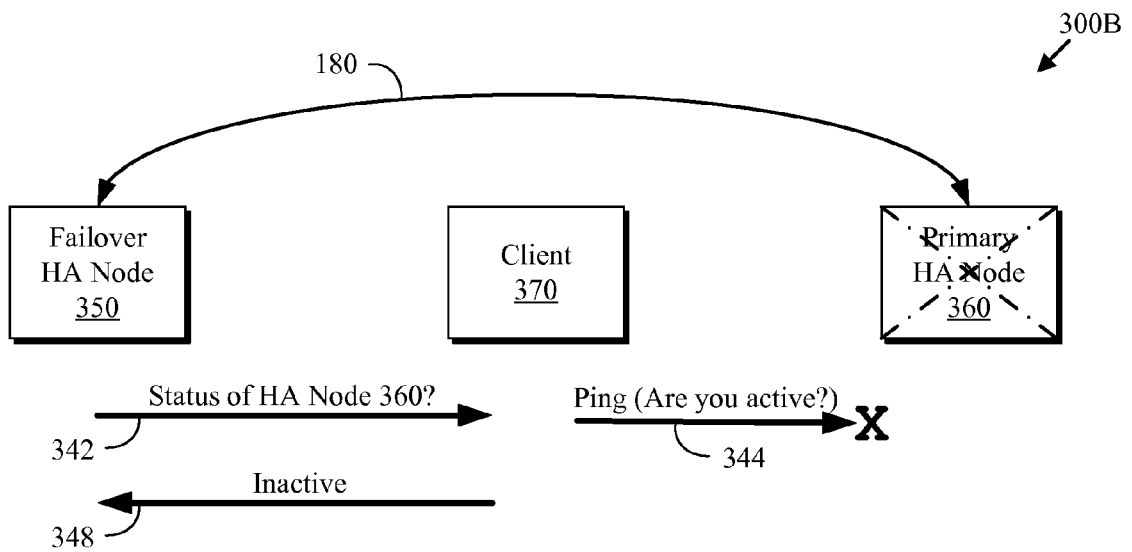 300B
180
Failover
HA Node
350
Client
370
Primary
HA Node
360
Status of HA Node 360?
Ping (Are you active?)
X
342
344
Inactive
348